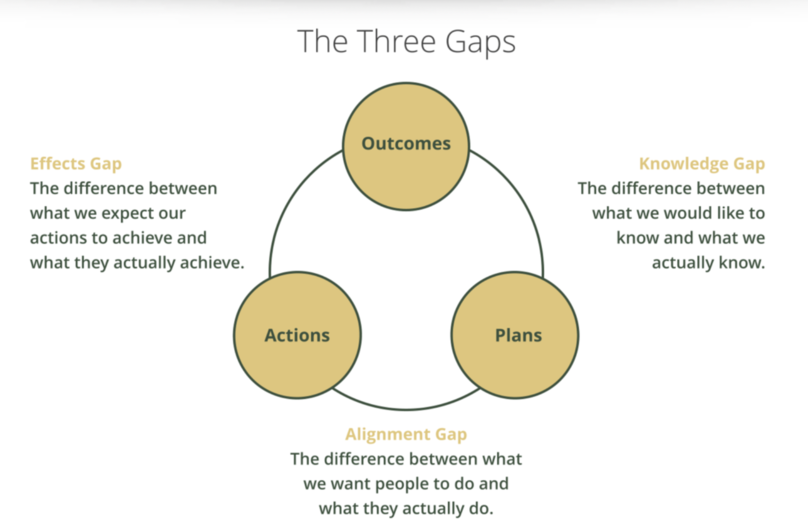 The Three Gaps
Outcomes
Effects Gap
The difference between
what we expect our
actions to achieve and
what they actually achieve.
Knowledge Gap
The difference between
what we would like to
know and what we
actually know.
Actions
Plans
Alignment Gap
The difference between what
we want people to do and
what they actually do.